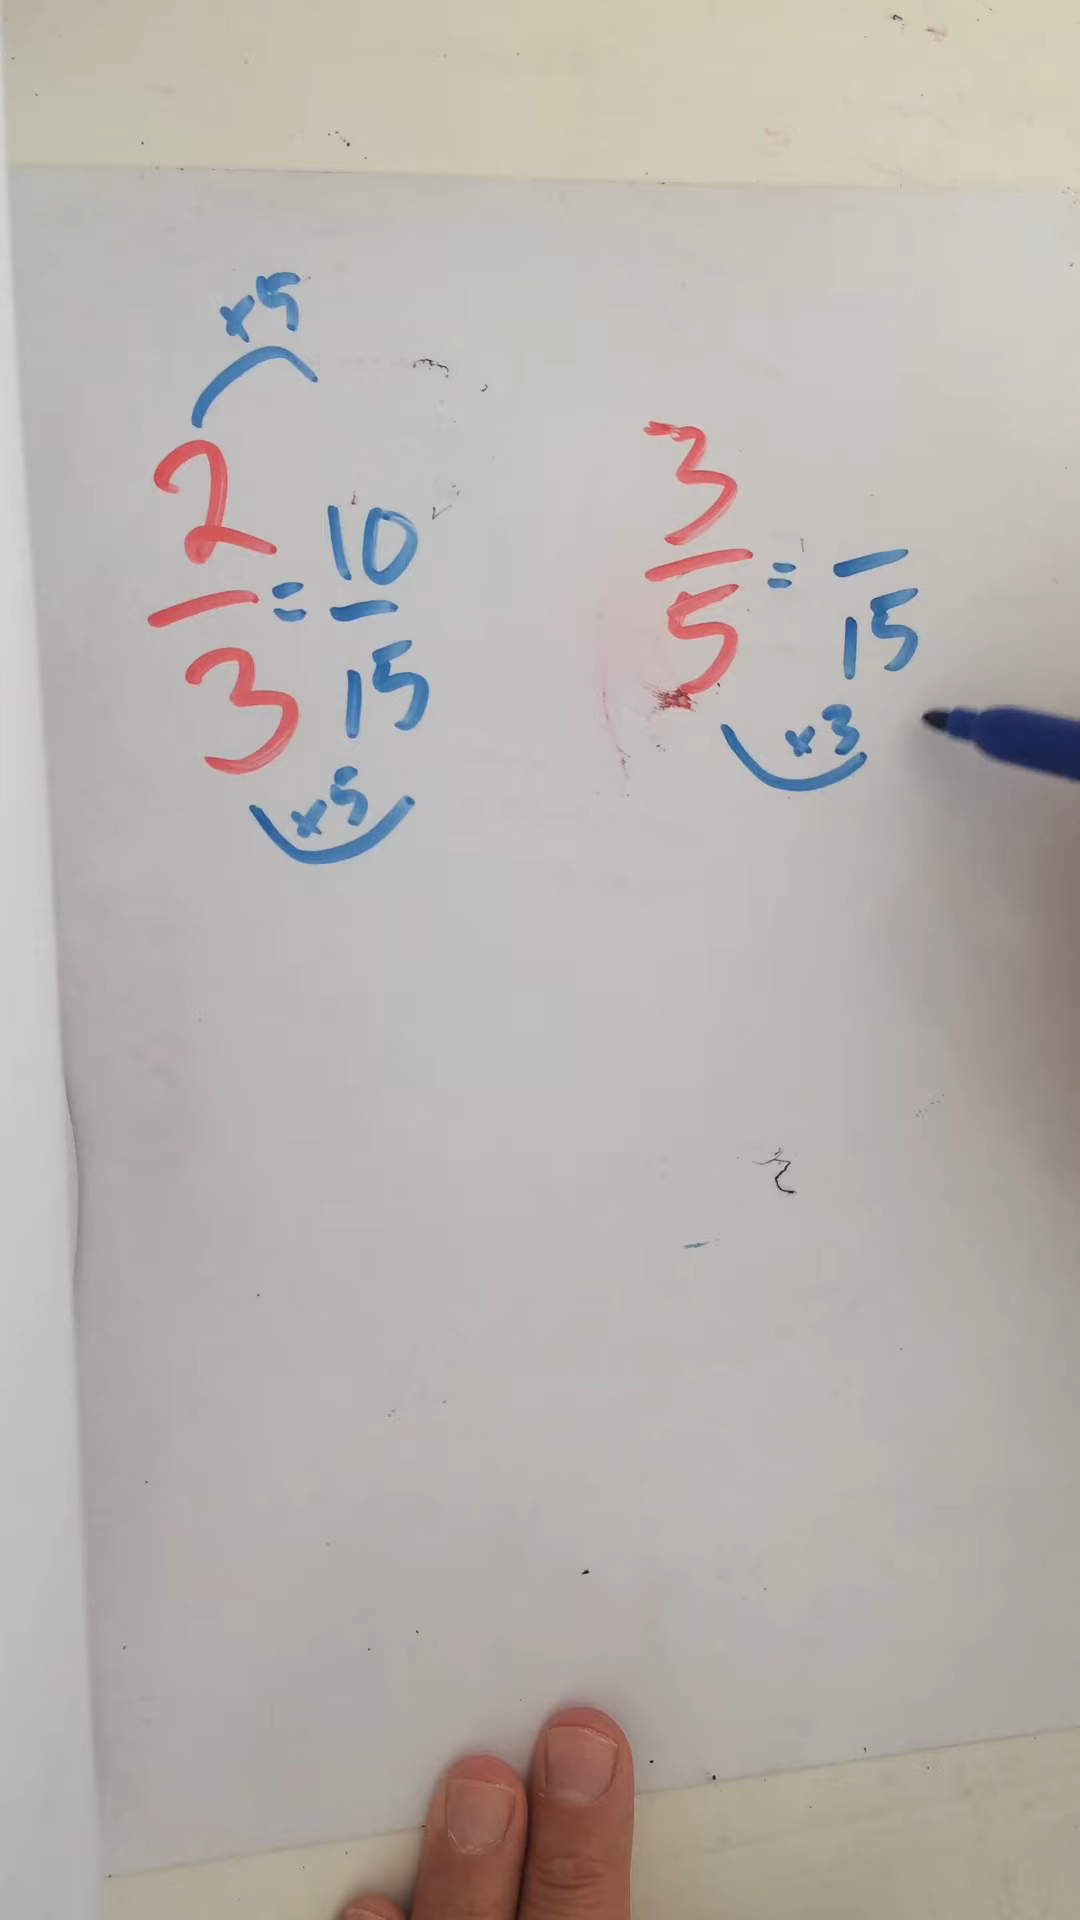 ×5
2/3 = 10/15
×5
3/5 = /15
×3